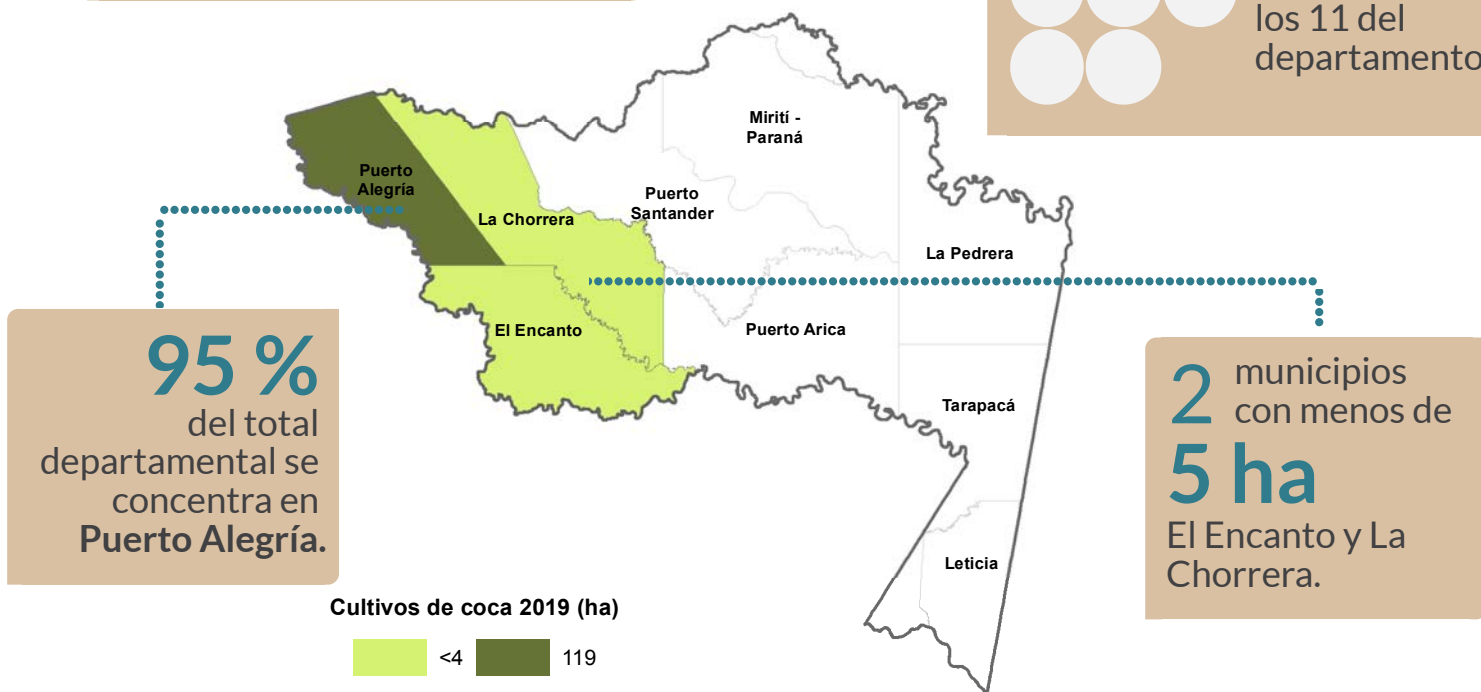 los 11 del
departamento
Mirití -
Paraná
Puerto
Alegría
Puerto
Santander
La Chorrera
La Pedrera
El Encanto
Puerto Arica
Tarapacá
Leticia
95 %
del total
departamental se
concentra en
Puerto Alegría.
2 municipios
con menos de
5 ha
El Encanto y La
Chorrera.
Cultivos de coca 2019 (ha)
<4 119